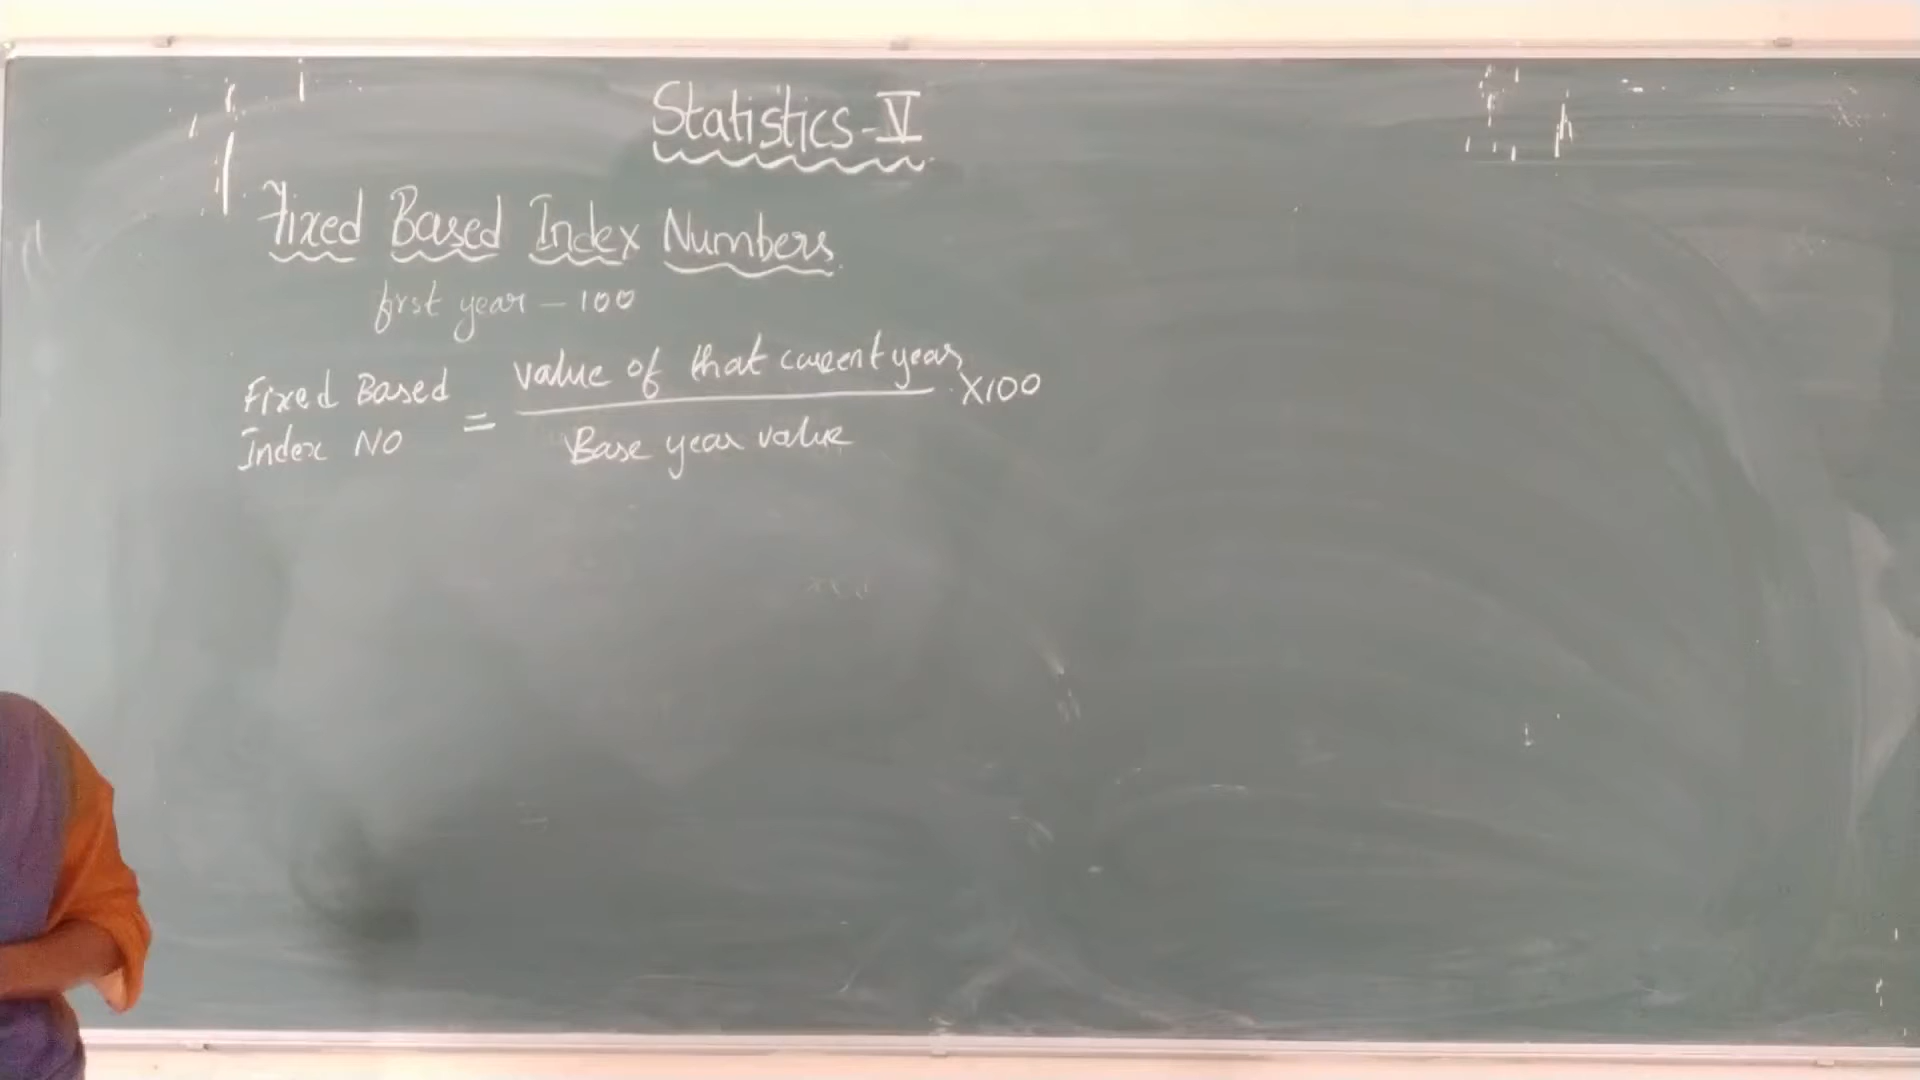 Statistics-V
Fixed Based Index Numbers.
first year - 100
Fixed Based Index NO = value of that current year / Base year value X100